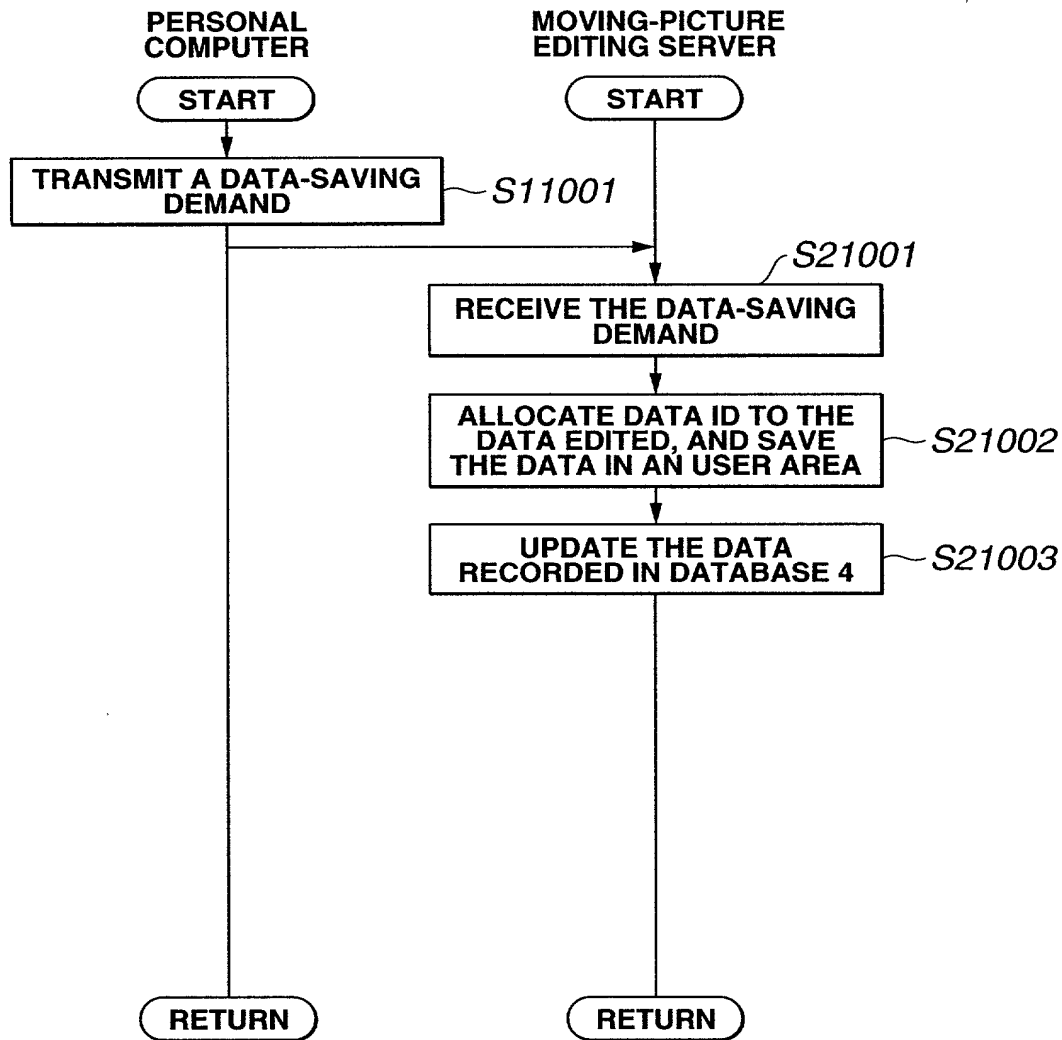 PERSONAL
COMPUTER
MOVING-PICTURE
EDITING SERVER
START
START
TRANSMIT A DATA-SAVING
DEMAND
S11001
S21001
RECEIVE THE DATA-SAVING
DEMAND
ALLOCATE DATA ID TO THE
DATA EDITED, AND SAVE
THE DATA IN AN USER AREA
S21002
UPDATE THE DATA
RECORDED IN DATABASE 4
S21003
RETURN
RETURN